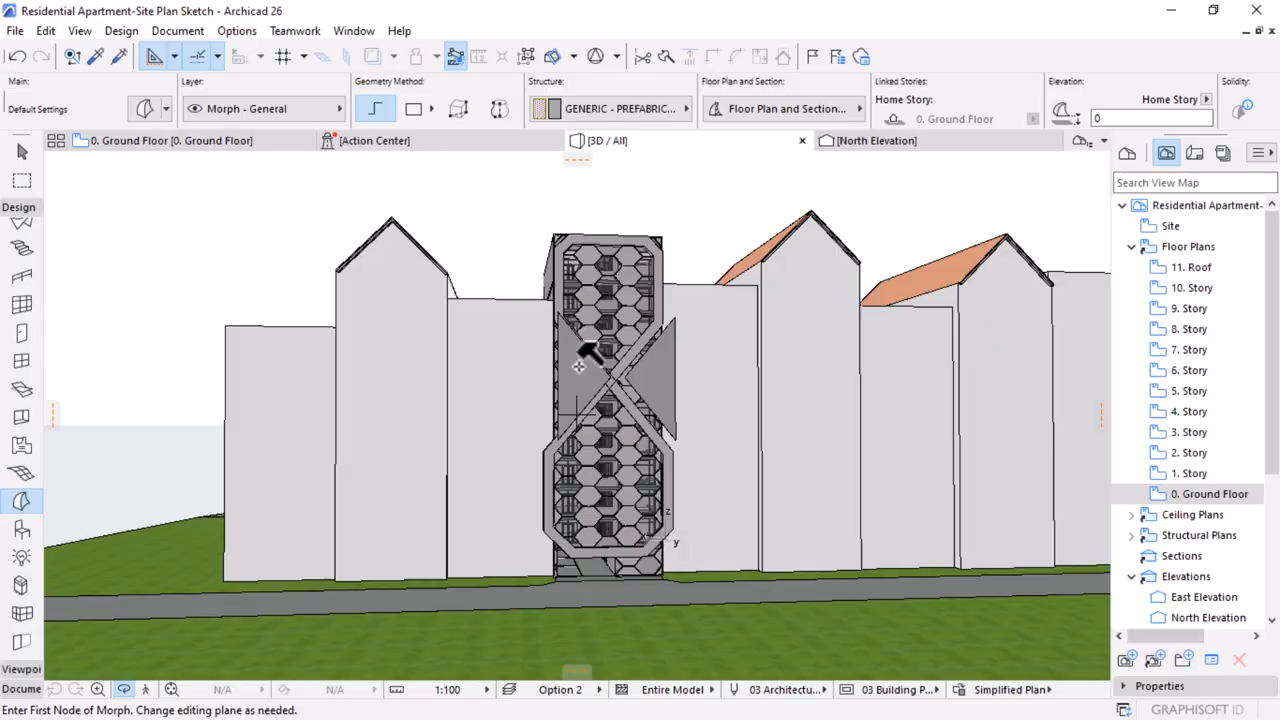 Residential Apartment-Site Plan Sketch - Archicad 26
File Edit View Design Document Options Teamwork Window Help
Main: Layer: Geometry Method: Structure: Floor Plan and Section: Linked Stories: Elevation: Solidity:
Default Settings Morph - General GENERIC - PREFABRIC... Floor Plan and Section... Home Story: Home Story
0. Ground Floor 0
0. Ground Floor [0. Ground Floor] [Action Center] [3D / All] [North Elevation]
Design
Search View Map
Residential Apartment-
Site
Floor Plans
11. Roof
10. Story
9. Story
8. Story
7. Story
6. Story
5. Story
4. Story
3. Story
2. Story
1. Story
0. Ground Floor
Ceiling Plans
Structural Plans
Sections
Elevations
East Elevation
North Elevation
z
y
Viewpoi
Docume N/A N/A 1:100 Option 2 Entire Model 03 Architectu... 03 Building P... Simplified Plan
Properties
Enter First Node of Morph. Change editing plane as needed.
GRAPHISOFT ID